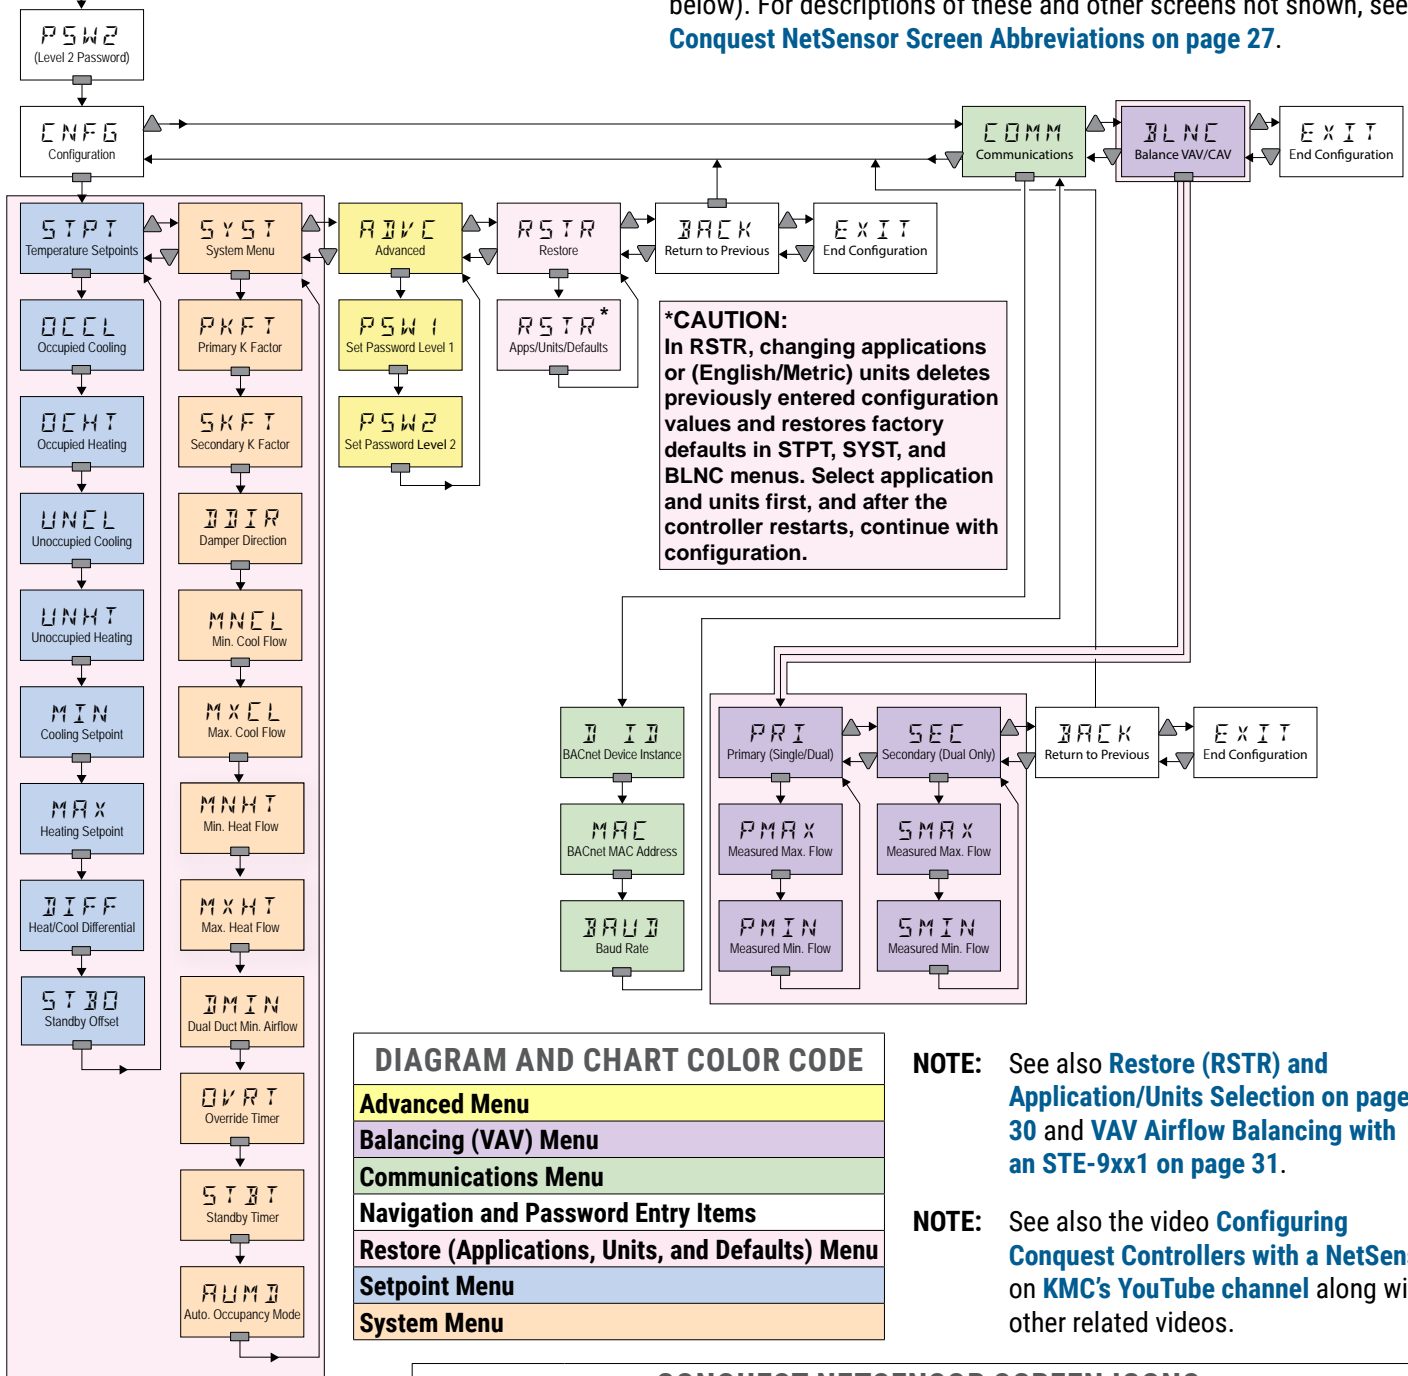 below). For descriptions of these and other screens not shown, see
Conquest NetSensor Screen Abbreviations on page 27.
PSW2
(Level 2 Password)
CNFG
Configuration
COMM
Communications
BLNC
Balance VAV/CAV
EXIT
End Configuration
STPT
Temperature Setpoints
SYST
System Menu
ADVC
Advanced
RSTR
Restore
BACK
Return to Previous
EXIT
End Configuration
OCCL
Occupied Cooling
OCHT
Occupied Heating
UNCL
Unoccupied Cooling
UNHT
Unoccupied Heating
MIN
Cooling Setpoint
MAX
Heating Setpoint
DIFF
Heat/Cool Differential
STBO
Standby Offset
PKFT
Primary K Factor
SKFT
Secondary K Factor
DDIR
Damper Direction
MNCL
Min. Cool Flow
MXCL
Max. Cool Flow
MNHT
Min. Heat Flow
MXHT
Max. Heat Flow
DMIN
Dual Duct Min. Airflow
OVRT
Override Timer
STBT
Standby Timer
AUMD
Auto. Occupancy Mode
PSW1
Set Password Level 1
PSW2
Set Password Level 2
RSTR*
Apps/Units/Defaults
*CAUTION:
In RSTR, changing applications
or (English/Metric) units deletes
previously entered configuration
values and restores factory
defaults in STPT, SYST, and
BLNC menus. Select application
and units first, and after the
controller restarts, continue with
configuration.
D ID
BACnet Device Instance
MAC
BACnet MAC Address
BAUD
Baud Rate
PRI
Primary (Single/Dual)
PMAX
Measured Max. Flow
PMIN
Measured Min. Flow
SEC
Secondary (Dual Only)
SMAX
Measured Max. Flow
SMIN
Measured Min. Flow
BACK
Return to Previous
EXIT
End Configuration
DIAGRAM AND CHART COLOR CODE
Advanced Menu
Balancing (VAV) Menu
Communications Menu
Navigation and Password Entry Items
Restore (Applications, Units, and Defaults) Menu
Setpoint Menu
System Menu
NOTE: See also Restore (RSTR) and
Application/Units Selection on page
30 and VAV Airflow Balancing with
an STE-9xx1 on page 31.
NOTE: See also the video Configuring
Conquest Controllers with a NetSens
on KMC's YouTube channel along wi
other related videos.
CONQUEST NETSENSOR SCREEN ICONS